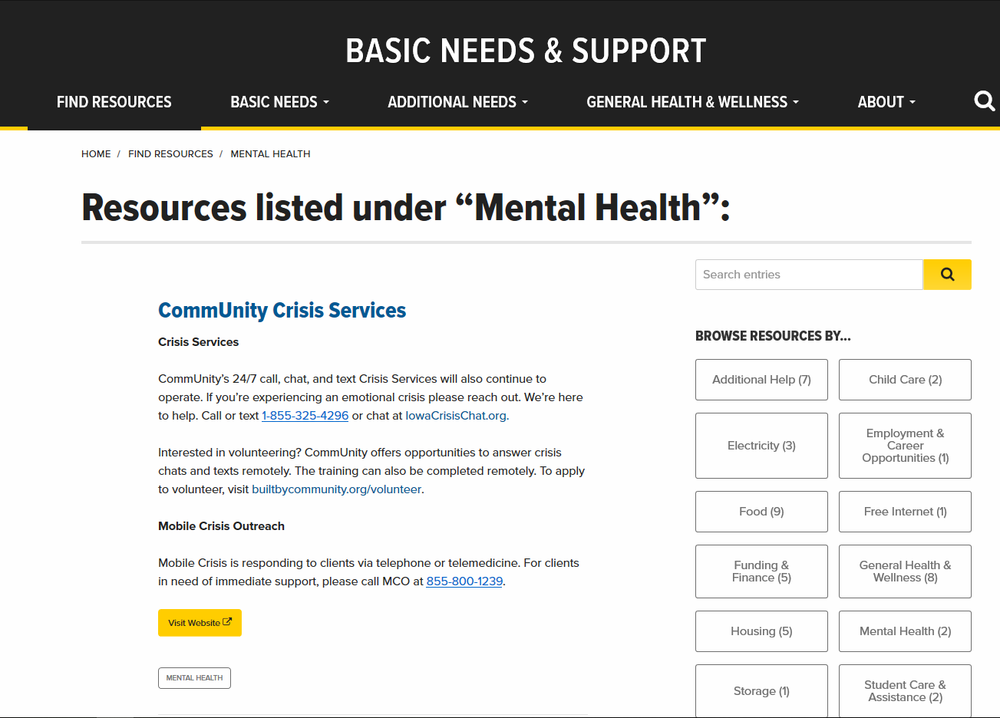 BASIC NEEDS & SUPPORT
FIND RESOURCES
BASIC NEEDS
ADDITIONAL NEEDS
GENERAL HEALTH & WELLNESS
ABOUT
HOME / FIND RESOURCES / MENTAL HEALTH
Resources listed under “Mental Health”:
CommUnity Crisis Services
Crisis Services
CommUnity’s 24/7 call, chat, and text Crisis Services will also continue to
operate. If you’re experiencing an emotional crisis please reach out. We’re here
to help. Call or text 1-855-325-4296 or chat at IowaCrisisChat.org.
Interested in volunteering? CommUnity offers opportunities to answer crisis
chats and texts remotely. The training can also be completed remotely. To apply
to volunteer, visit builtbycommunity.org/volunteer.
Mobile Crisis Outreach
Mobile Crisis is responding to clients via telephone or telemedicine. For clients
in need of immediate support, please call MCO at 855-800-1239.
Visit Website
MENTAL HEALTH
Search entries
BROWSE RESOURCES BY...
Additional Help (7)
Child Care (2)
Electricity (3)
Employment &
Career
Opportunities (1)
Food (9)
Free Internet (1)
Funding &
Finance (5)
General Health &
Wellness (8)
Housing (5)
Mental Health (2)
Storage (1)
Student Care &
Assistance (2)